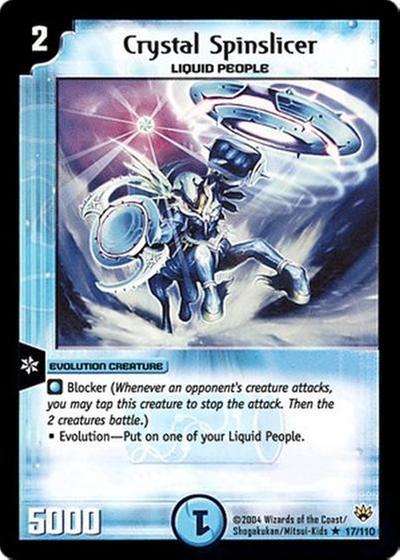 2
Crystal Spinslicer
LIQUID PEOPLE
EVOLUTION CREATURE
Blocker (Whenever an opponent's creature attacks,
you may tap this creature to stop the attack. Then the
2 creatures battle.)
▪ Evolution—Put on one of your Liquid People.
5000
1
©2004 Wizards of the Coast/
Shogakukan/Mitsui-Kids ★ 17/110